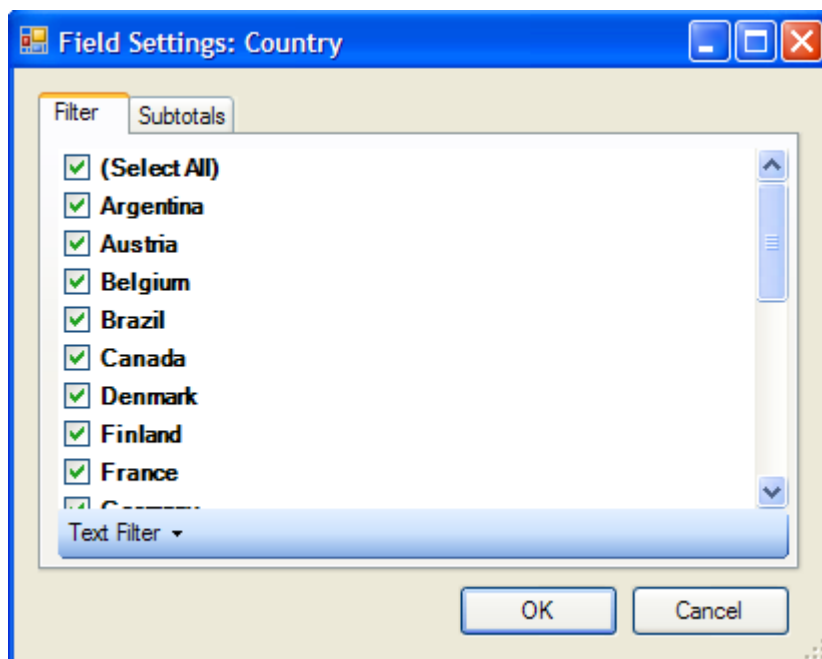 Field Settings: Country
Filter
Subtotals
(Select All)
Argentina
Austria
Belgium
Brazil
Canada
Denmark
Finland
France
Germany
Text Filter
OK
Cancel